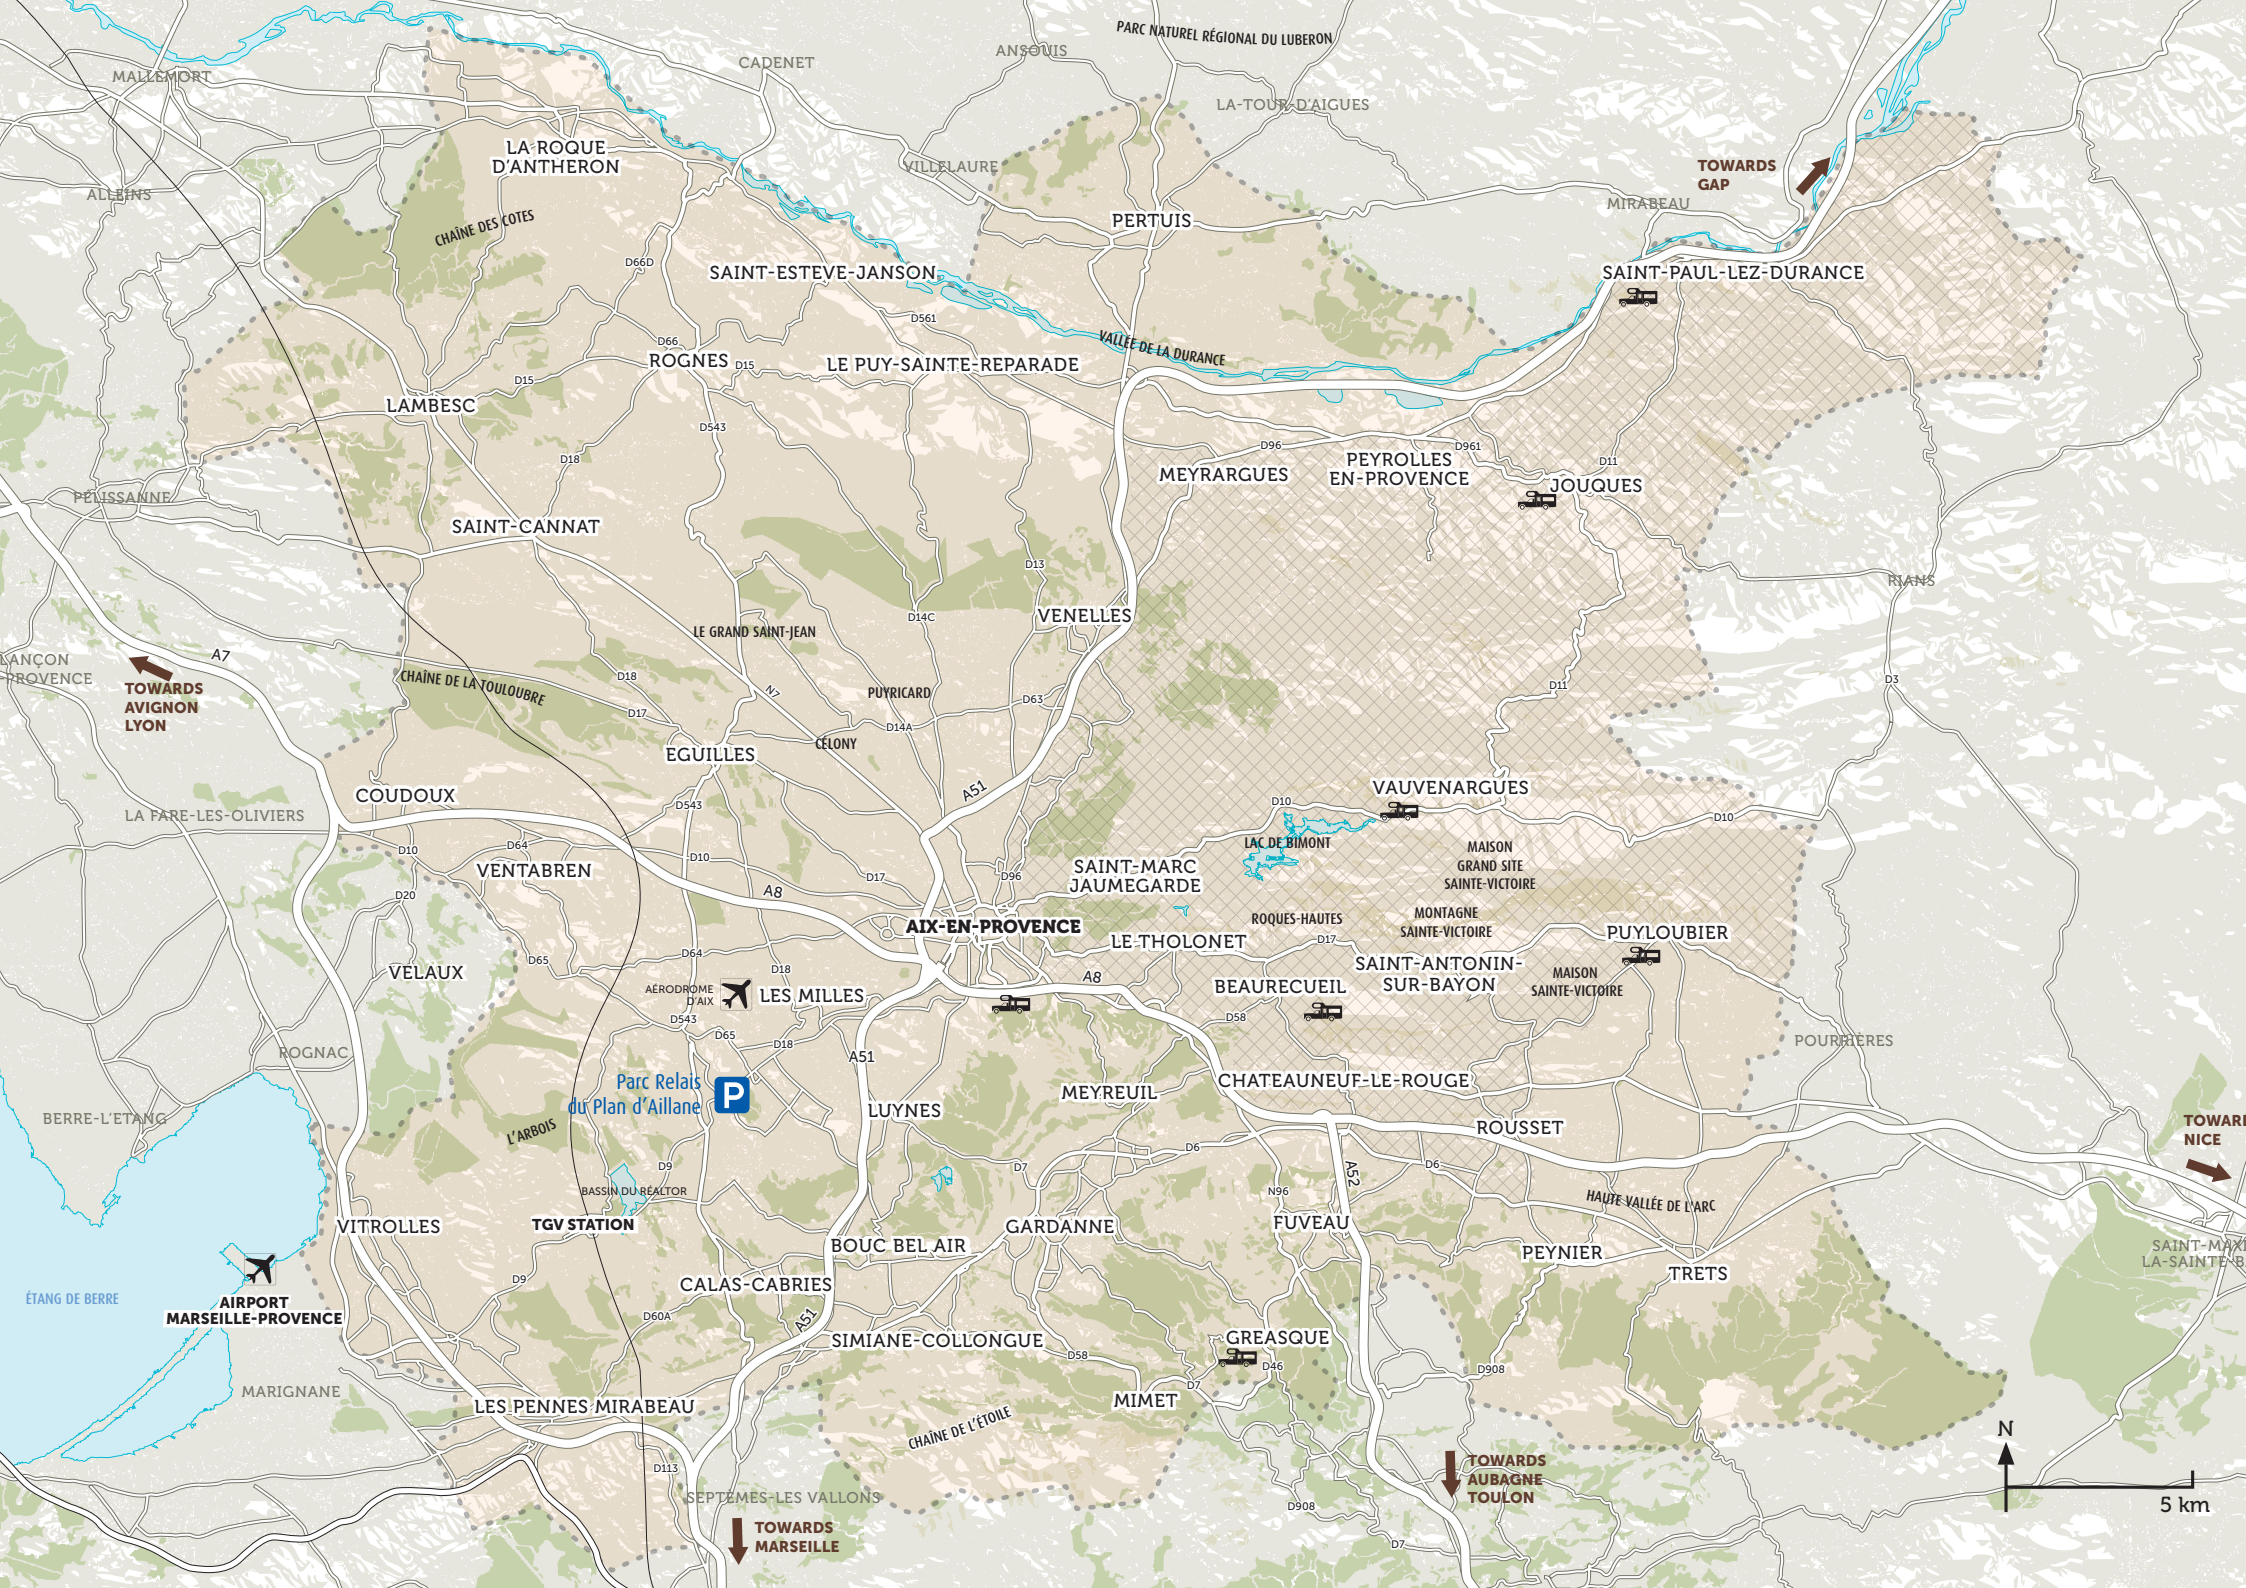 PARC NATUREL RÉGIONAL DU LUBERON
ANSOUIS
CADENET
MALLEMORT
LA-TOUR-D'AIGUES
LA ROQUE
D'ANTHERON
VILLELAURE
TOWARDS
GAP
ALLEINS
MIRABEAU
CHAÎNE DES COTES
PERTUIS
D66D
SAINT-ESTEVE-JANSON
SAINT-PAUL-LEZ-DURANCE
D561
VALLÉE DE LA DURANCE
D66
ROGNES
D15
LE PUY-SAINTE-REPARADE
D15
LAMBESC
D543
D18
D96
D961
MEYRARGUES
PEYROLLES
EN-PROVENCE
D11
JOUQUES
PÉLISSANNE
SAINT-CANNAT
D13
RIANS
D14C
VENELLES
LE GRAND SAINT-JEAN
A7
LANÇON
-PROVENCE
TOWARDS
AVIGNON
LYON
CHAÎNE DE LA TOULOUBRE
D18
D17
N7
PUYRICARD
D63
D11
D3
D14A
CÉLONY
EGUILLES
COUDOUX
A51
VAUVENARGUES
D543
D10
D10
LA FARE-LES-OLIVIERS
LAC DE BIMONT
MAISON
GRAND SITE
SAINTE-VICTOIRE
D10
D64
D10
VENTABREN
D17
D96
SAINT-MARC
JAUMEGARDE
D20
A8
AIX-EN-PROVENCE
ROQUES-HAUTES
MONTAGNE
SAINTE-VICTOIRE
PUYLOUBIER
LE THOLONET
D17
D65
D64
VELAUX
D18
A8
SAINT-ANTONIN-
SUR-BAYON
MAISON
SAINTE-VICTOIRE
AÉRODROME
D'AIX
LES MILLES
BEAURECUEIL
D543
D65
D18
D58
ROGNAC
A51
POURRIÈRES
Parc Relais
du Plan d'Aillane
P
MEYREUIL
CHATEAUNEUF-LE-ROUGE
BERRE-L'ETANG
LUYNES
L'ARBOIS
ROUSSET
TOWAR
NICE
D9
D7
D6
D6
A52
BASSIN DU RÉALTOR
N96
HAUTE VALLÉE DE L'ARC
VITROLLES
TGV STATION
GARDANNE
FUVEAU
BOUC BEL AIR
PEYNIER
SAINT-MAXI
LA-SAINTE-B
TRETS
D9
CALAS-CABRIES
ÉTANG DE BERRE
AIRPORT
MARSEILLE-PROVENCE
D60A
A51
SIMIANE-COLLONGUE
GREASQUE
D58
D46
D908
D7
MARIGNANE
LES PENNES MIRABEAU
MIMET
CHAÎNE DE L'ÉTOILE
N
D113
TOWARDS
AUBAGNE
TOULON
SEPTEMES-LES VALLONS
D908
5 km
TOWARDS
MARSEILLE
D7